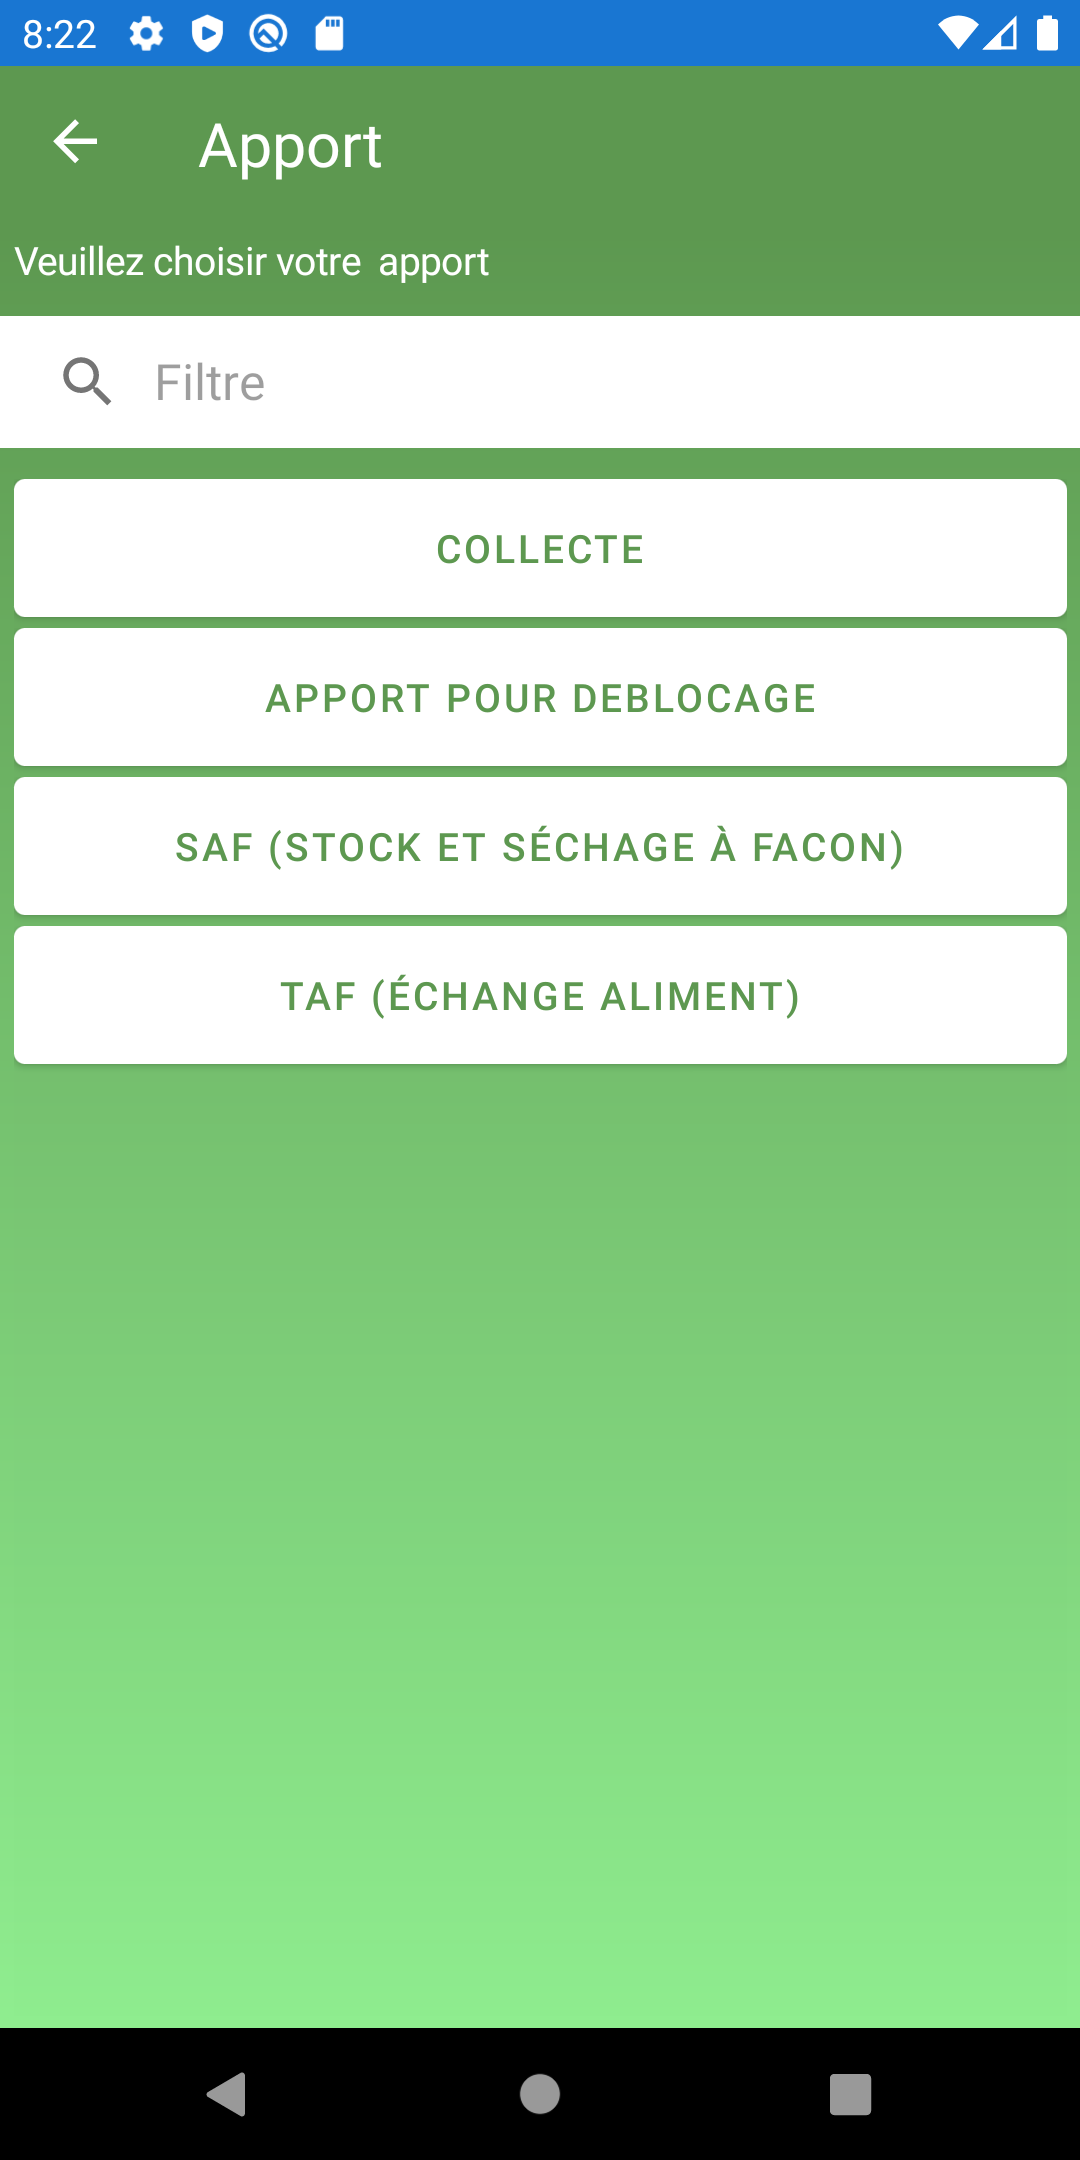 8:22
Apport
Veuillez choisir votre  apport
Filtre
COLLECTE
APPORT POUR DEBLOCAGE
SAF (STOCK ET SÉCHAGE À FACON)
TAF (ÉCHANGE ALIMENT)